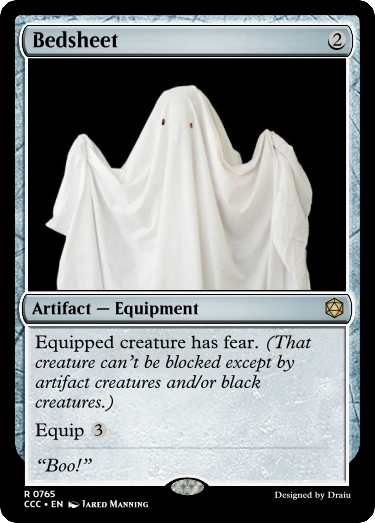 Bedsheet 2
Artifact — Equipment
Equipped creature has fear. (That
creature can't be blocked except by
artifact creatures and/or black
creatures.)
Equip 3
“Boo!”
R 0765
CCC • EN Jared Manning
Designed by Draiu